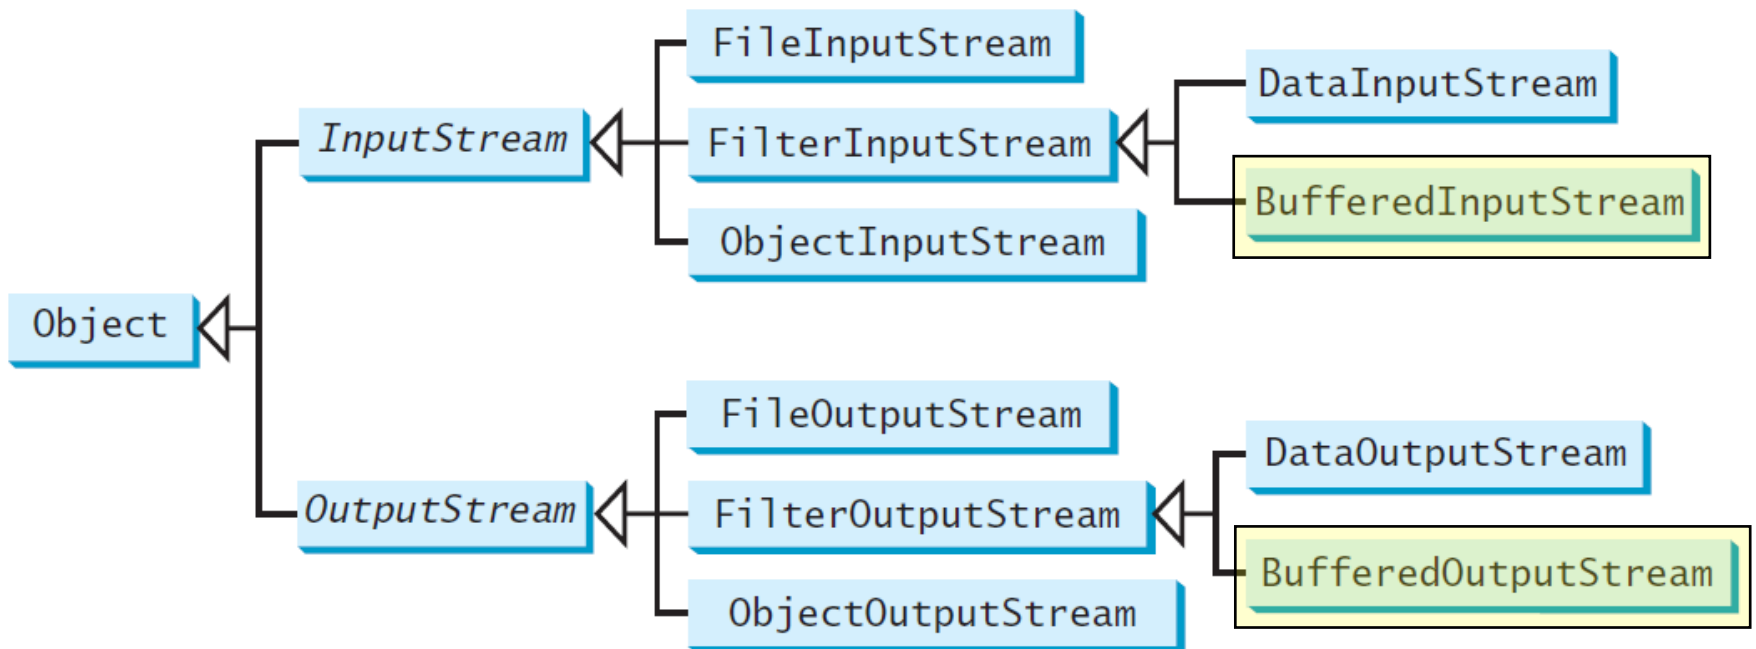 FileInputStream
DataInputStream
InputStream
FilterInputStream
BufferedInputStream
ObjectInputStream
Object
FileOutputStream
DataOutputStream
OutputStream
FilterOutputStream
BufferedOutputStream
ObjectOutputStream